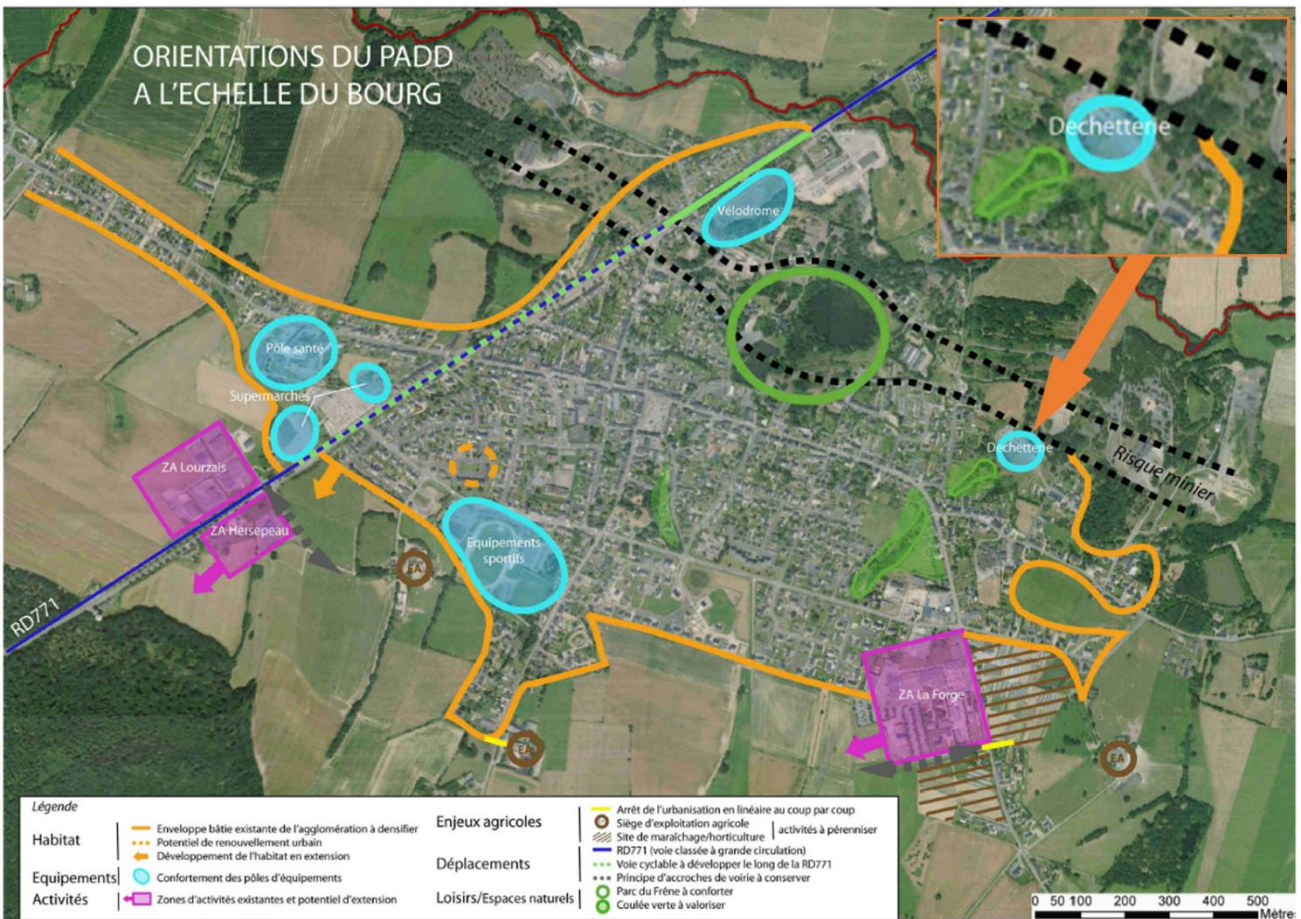 ORIENTATIONS DU PADD
A L'ECHELLE DU BOURG
Dechetterie
Vélodrome
Pôle santé
Supermarchés
ZA Lourzais
ZA Hersepeau
RD771
EA
Equipements
sportifs
EA
Dechetterie
Risque minier
ZA La Forge
EA
Légende
Habitat
Enveloppe bâtie existante de l'agglomération à densifier
Potentiel de renouvellement urbain
Développement de l'habitat en extension
Equipements
Confortement des pôles d'équipements
Activités
Zones d'activités existantes et potentiel d'extension
Enjeux agricoles
Arrêt de l'urbanisation en linéaire au coup par coup
Siège d'exploitation agricole
Site de maraîchage/horticulture
activités à pérenniser
Déplacements
RD771 (voie classée à grande circulation)
Voie cyclable à développer le long de la RD771
Principe d'accroches de voirie à conserver
Loisirs/Espaces naturels
Parc du Frêne à conforter
Coulée verte à valoriser
0 50 100 200 300 400 500
Mètre